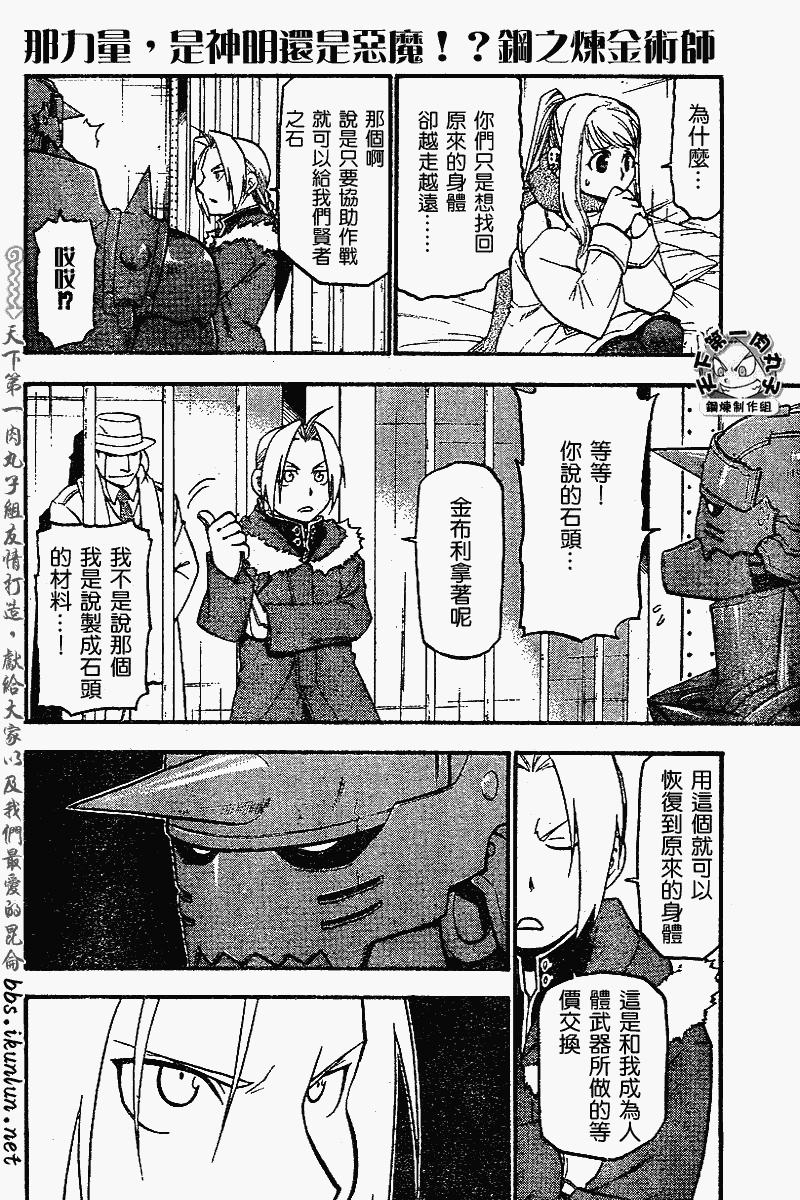 那力量，是神明還是惡魔！？鋼之煉金術師
為什麼…
你們只是想找回
原來的身體
卻越走越遠……
那個啊
說是只要協助作戰
就可以給我們賢者
之石
哎哎!?
天下第一肉丸子
鋼煉制作組
等等！
你說的石頭…
金布利拿著呢
我不是說那個
我是說製成石頭
的材料…！
用這個就可以
恢復到原來的身體
這是和我成為人
體武器所做的等
價交換
天下第一肉丸子組友情打造，獻給大家以及我們最愛的昆侖 bbs.ikunlun.net